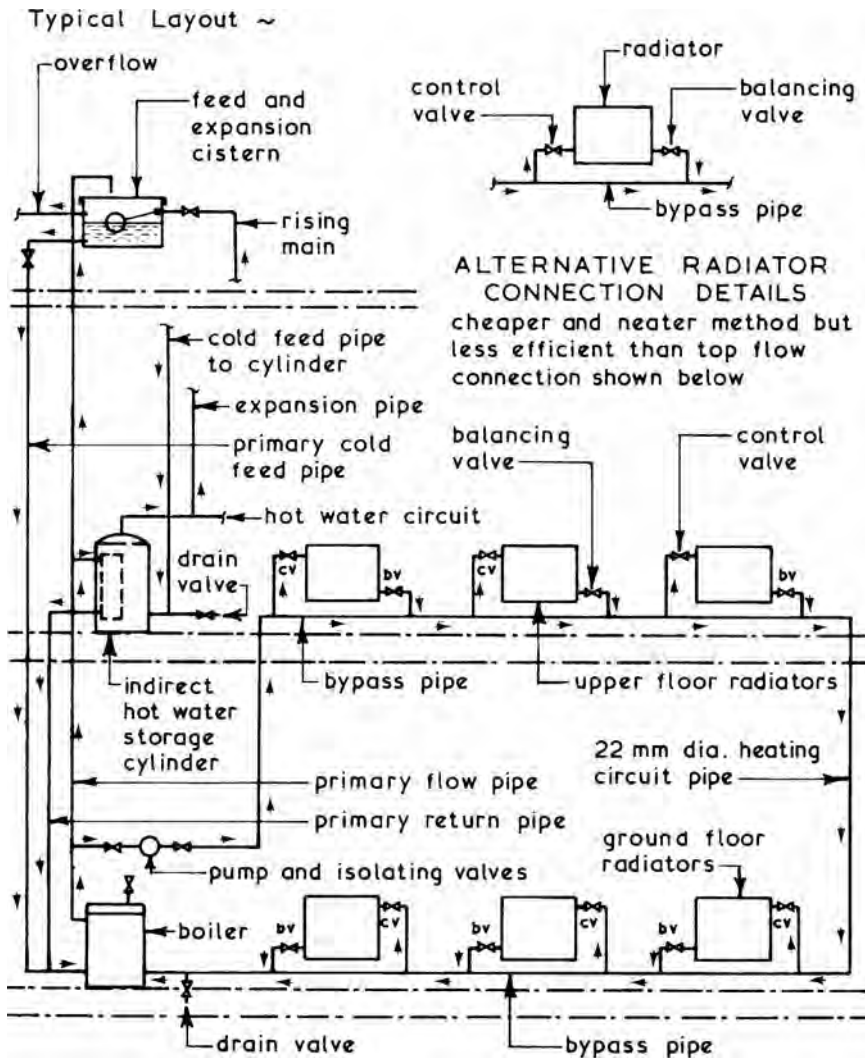 Typical Layout ~
overflow
feed and
expansion
cistern
rising
main
radiator
control
valve
balancing
valve
bypass pipe
ALTERNATIVE RADIATOR
CONNECTION DETAILS
cheaper and neater method but
less efficient than top flow
connection shown below
cold feed pipe
to cylinder
expansion pipe
primary cold
feed pipe
balancing
valve
control
valve
hot water circuit
drain
valve
cv
bv
cv
bv
indirect
hot water
storage
cylinder
bypass pipe
upper floor radiators
22 mm dia. heating
circuit pipe
primary flow pipe
primary return pipe
ground floor
radiators
pump and isolating valves
boiler
bv
cv
bv
cv
bv
cv
drain valve
bypass pipe